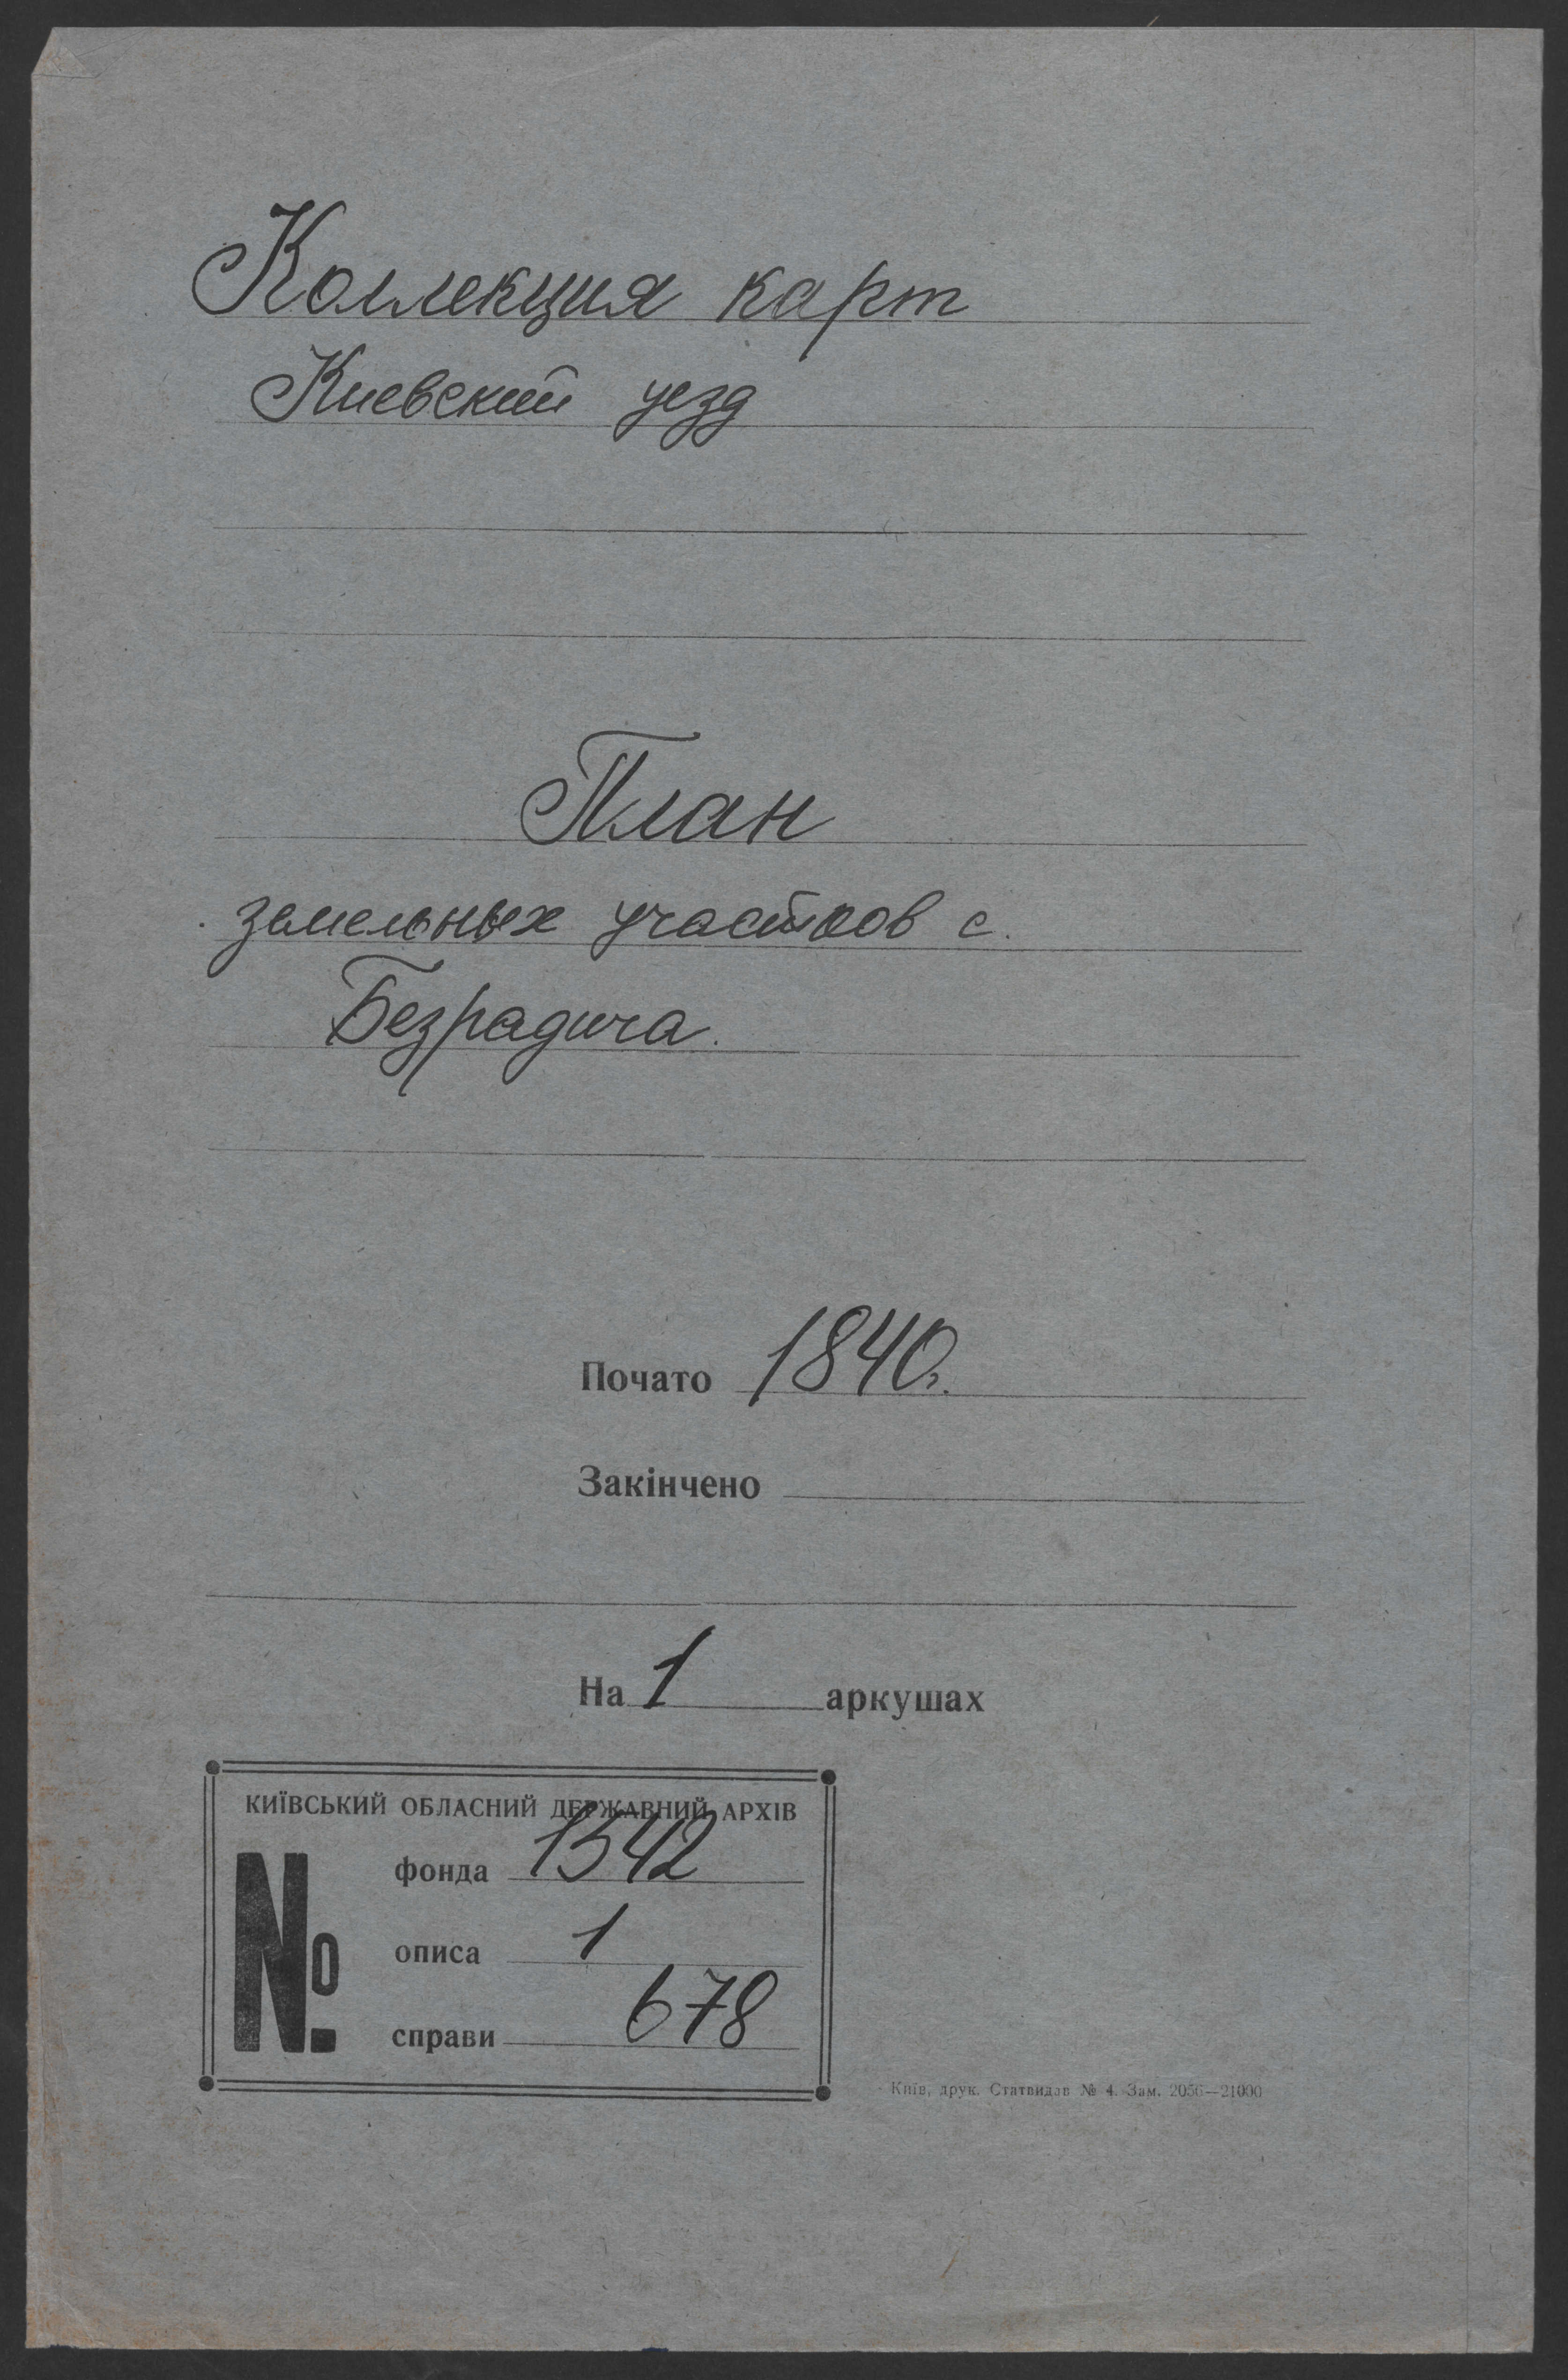 Коллекция карт
Киевский уезд
План
земельных участков с.
Безрадича.
Почато 1840г.
Закінчено
На 1 аркушах
КИЇВСЬКИЙ ОБЛАСНИЙ ДЕРЖАВНИЙ АРХІВ
№
фонда 1542
описа 1
справи 678
Київ, друк. Статвидав № 4. Зам. 2056—21000